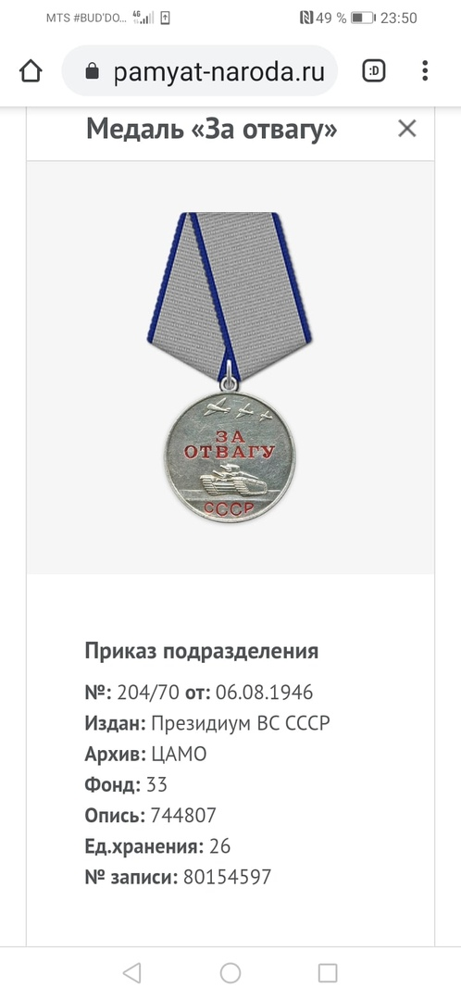 MTS #BUD'DO... 4G 49 % 23:50
pamyat-naroda.ru :D
Медаль «За отвагу»
ЗА
ОТВАГУ
СССР
Приказ подразделения
№: 204/70 от: 06.08.1946
Издан: Президиум ВС СССР
Архив: ЦАМО
Фонд: 33
Опись: 744807
Ед.хранения: 26
№ записи: 80154597